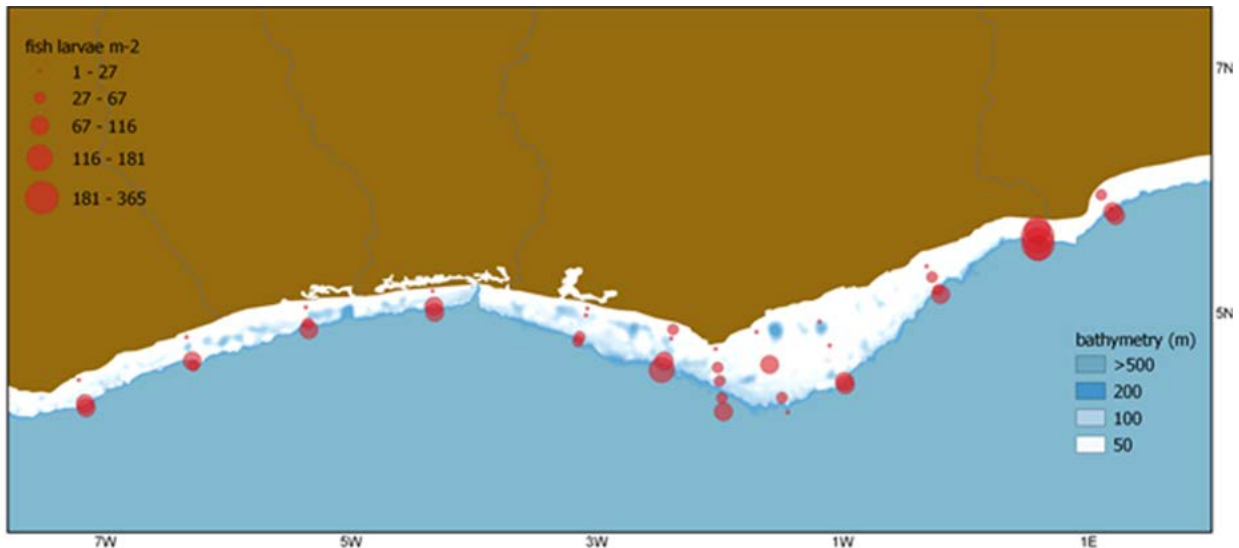 fish larvae m-2
1 - 27
27 - 67
67 - 116
116 - 181
181 - 365
7N
5N
bathymetry (m)
>500
200
100
50
7W 5W 3W 1W 1E